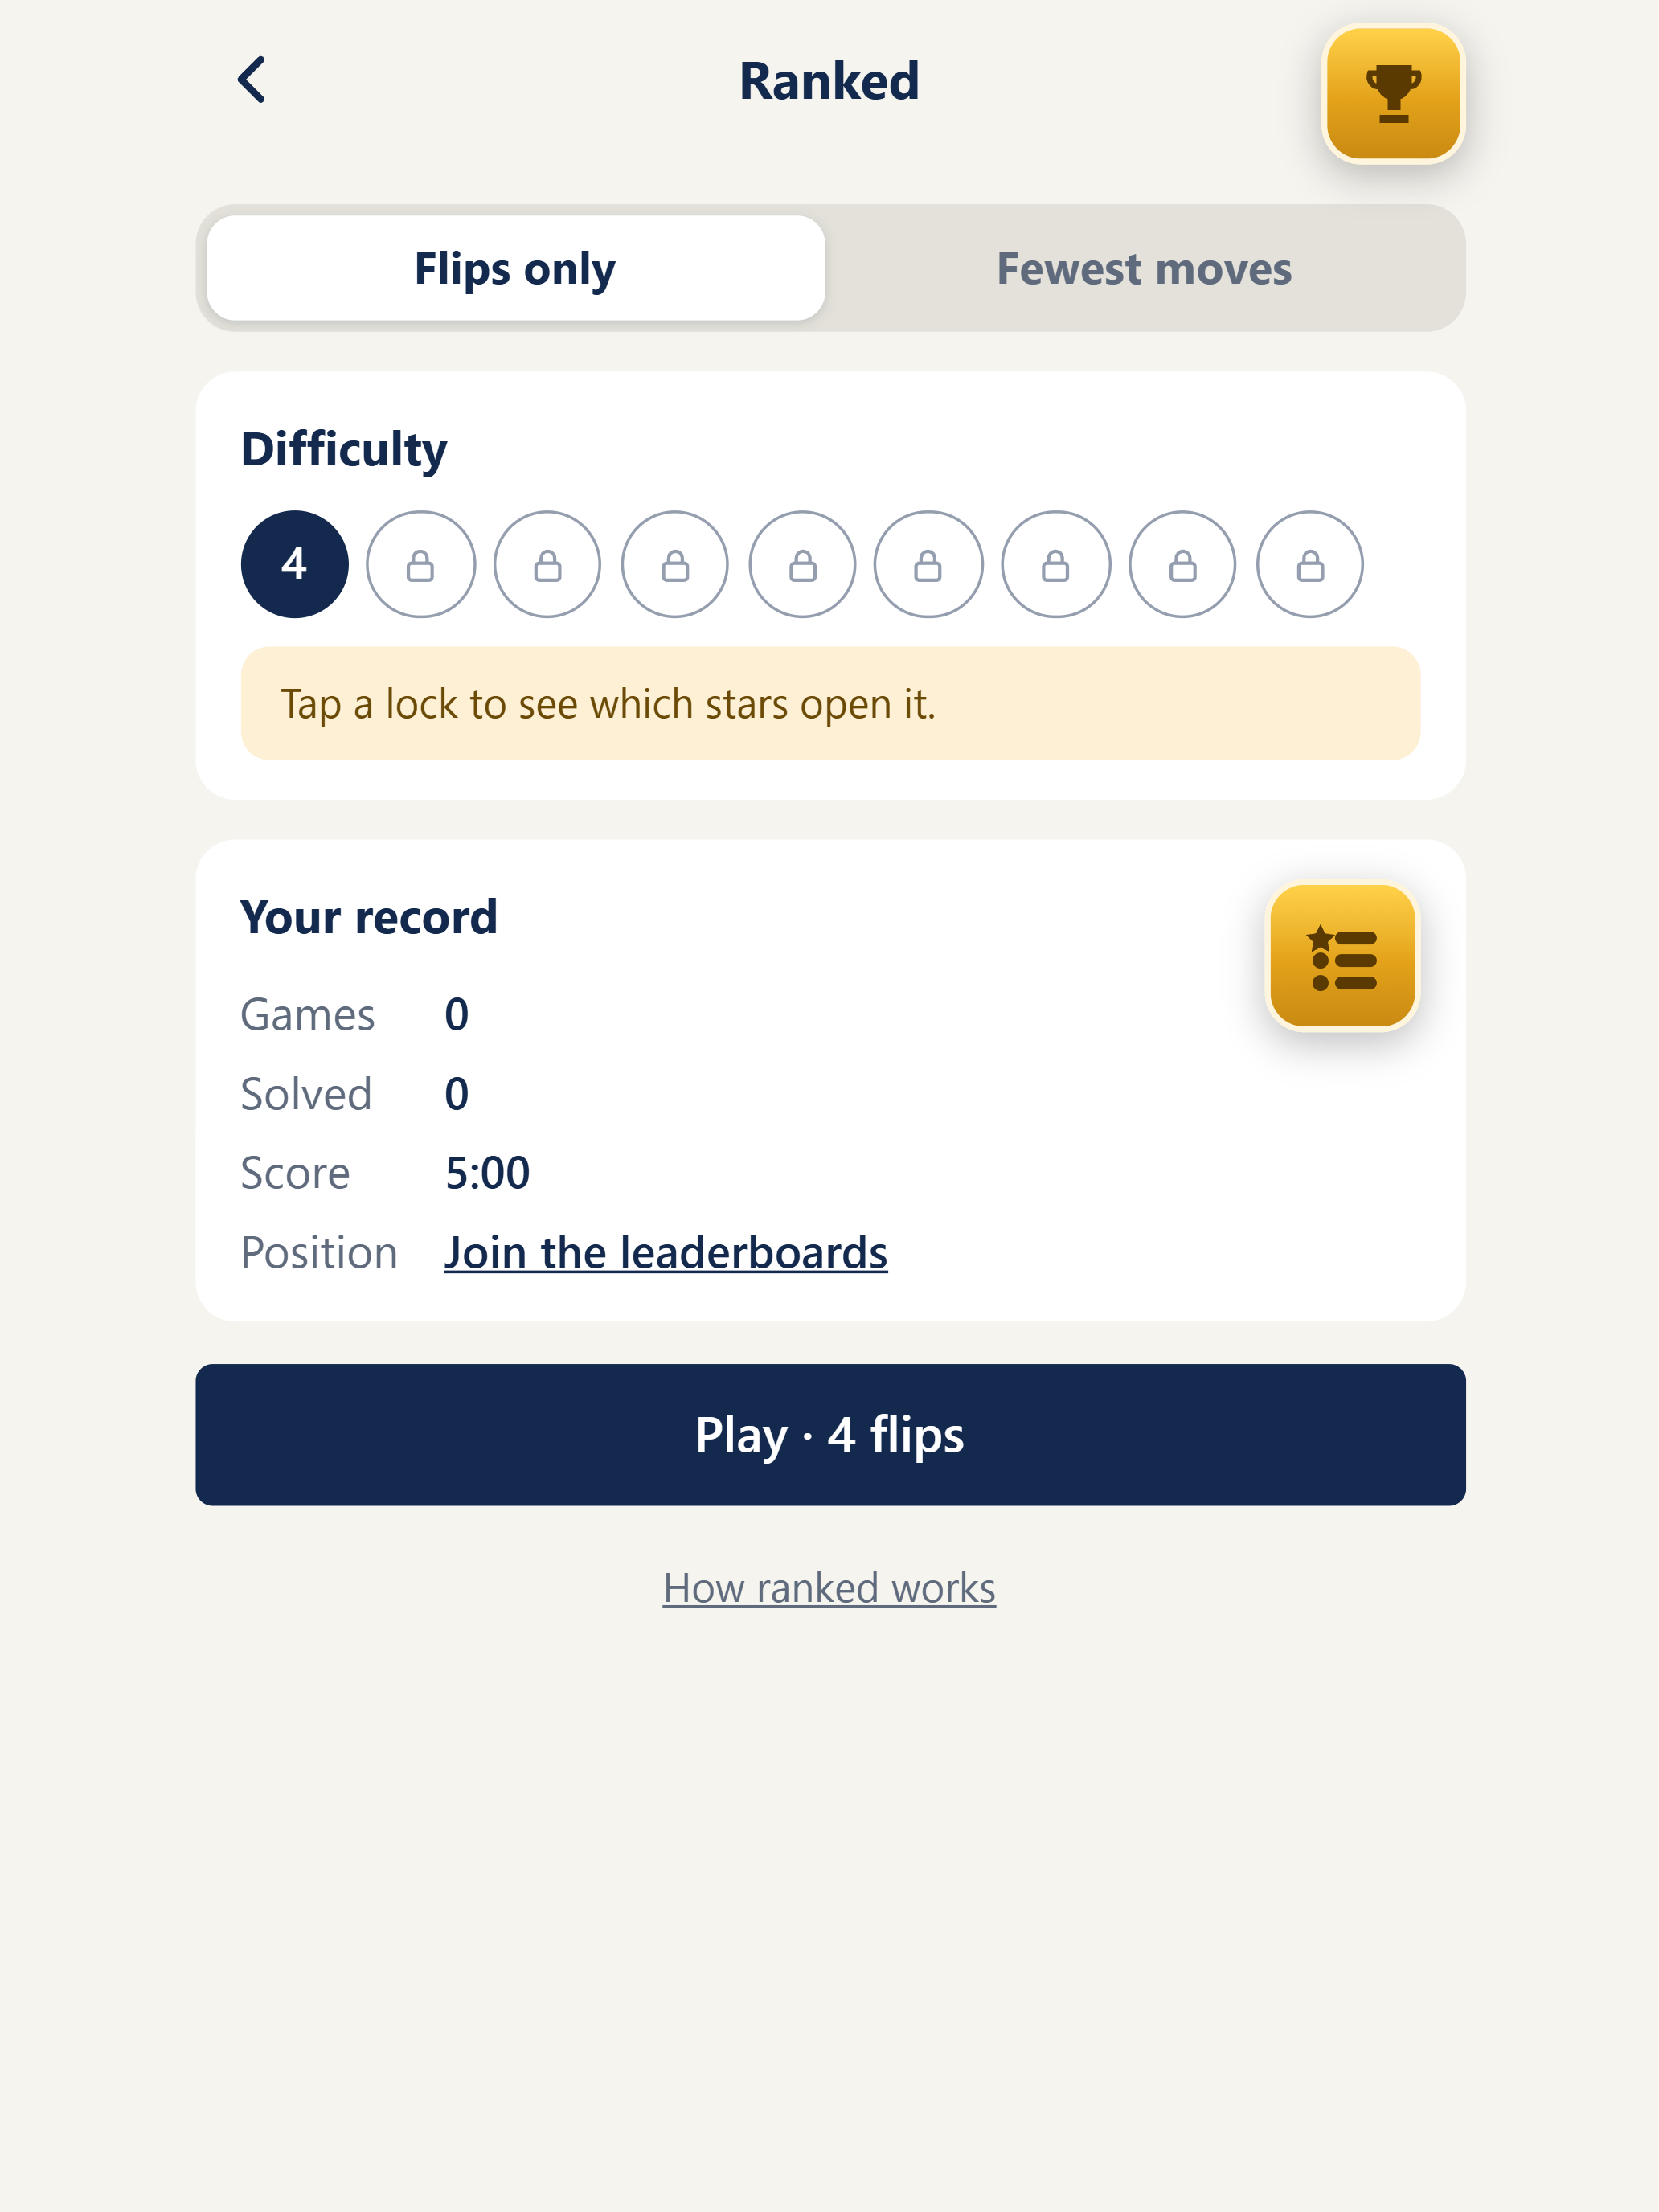 Ranked
Flips only
Fewest moves
Difficulty
4
Tap a lock to see which stars open it.
Your record
Games 0
Solved 0
Score 5:00
Position Join the leaderboards
Play · 4 flips
How ranked works